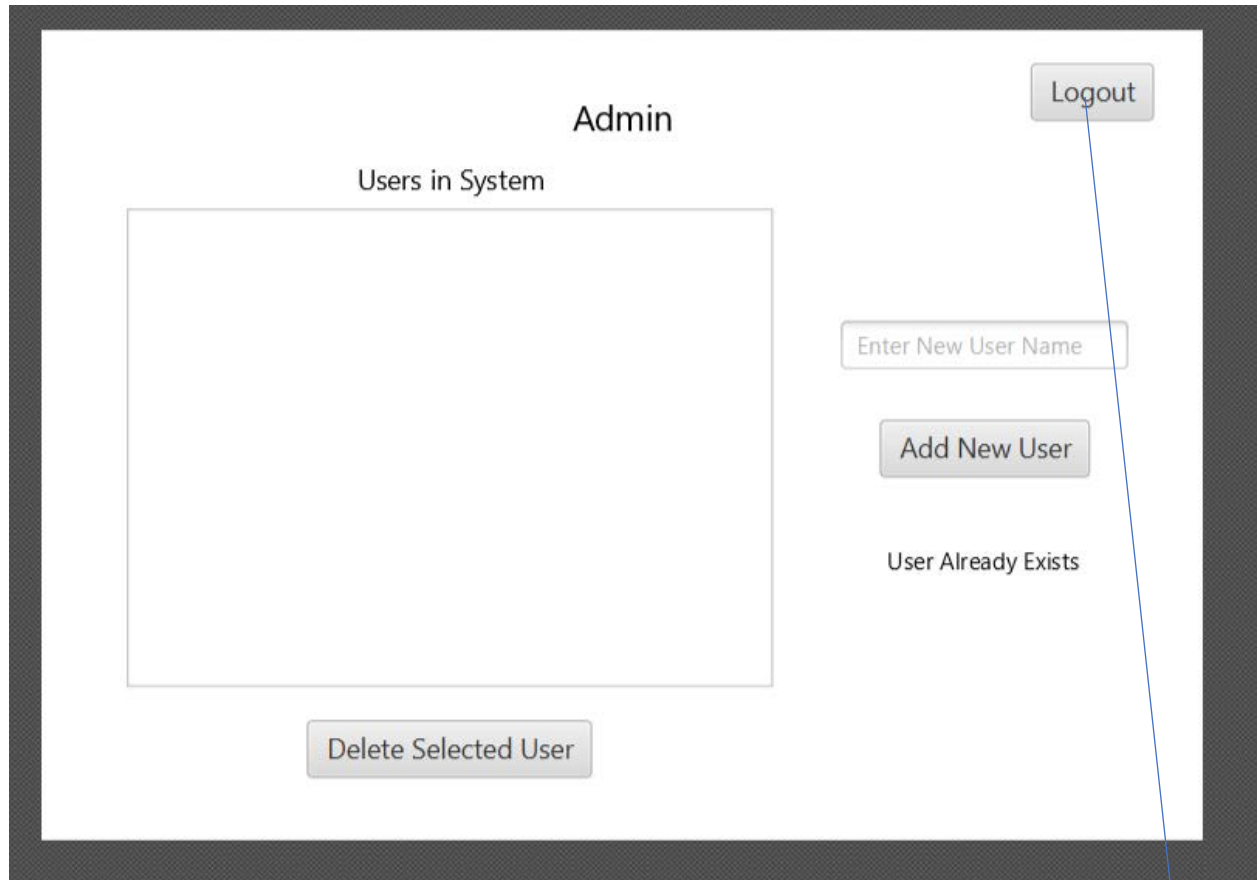 Logout
Admin
Users in System
Enter New User Name
Add New User
User Already Exists
Delete Selected User